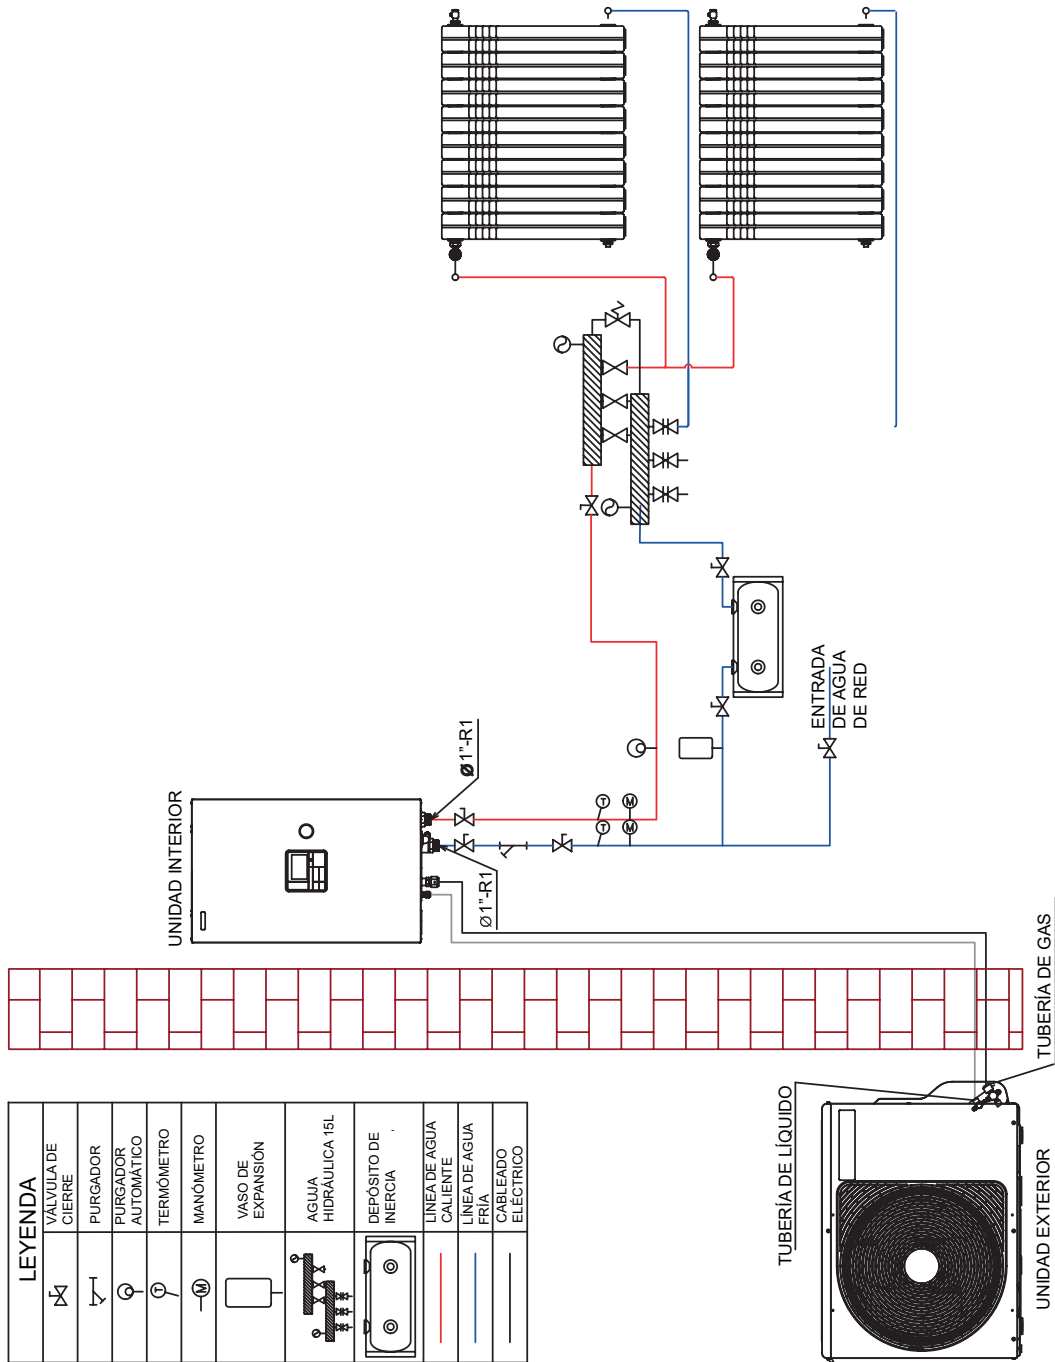 LEYENDA
VÁLVULA DE
CIERRE
PURGADOR
PURGADOR
AUTOMÁTICO
T
TERMÓMETRO
M
MANÓMETRO
VASO DE
EXPANSIÓN
AGUJA
HIDRÁULICA 15L
DEPÓSITO DE
INERCIA
LINEA DE AGUA
CALIENTE
LÍNEA DE AGUA
FRÍA
CABLEADO
ELÉCTRICO
UNIDAD INTERIOR
Ø1"-R1
Ø1"-R1
T
M
T
M
ENTRADA
DE AGUA
DE RED
TUBERÍA DE LÍQUIDO
TUBERÍA DE GAS
UNIDAD EXTERIOR